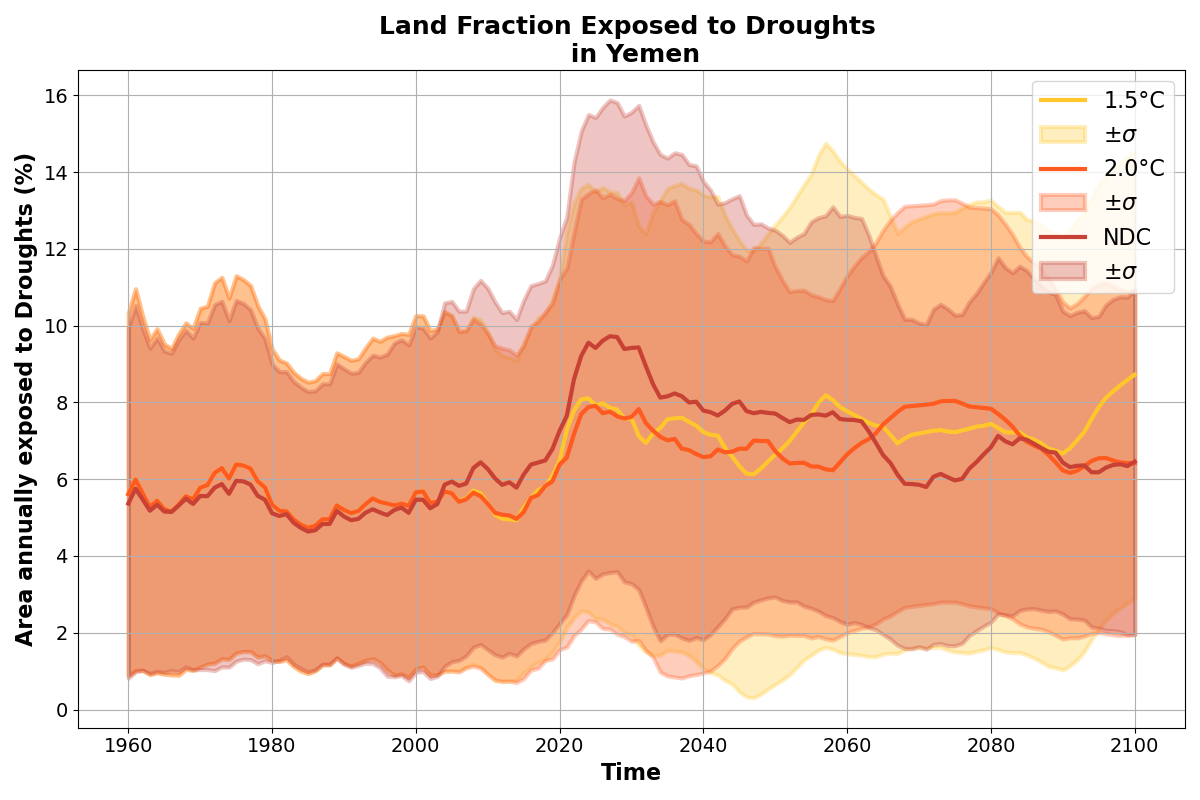 Land Fraction Exposed to Droughts
in Yemen
Area annually exposed to Droughts (%)
16
14
12
10
8
6
4
2
0
1.5°C
±σ
2.0°C
±σ
NDC
±σ
1960 1980 2000 2020 2040 2060 2080 2100
Time